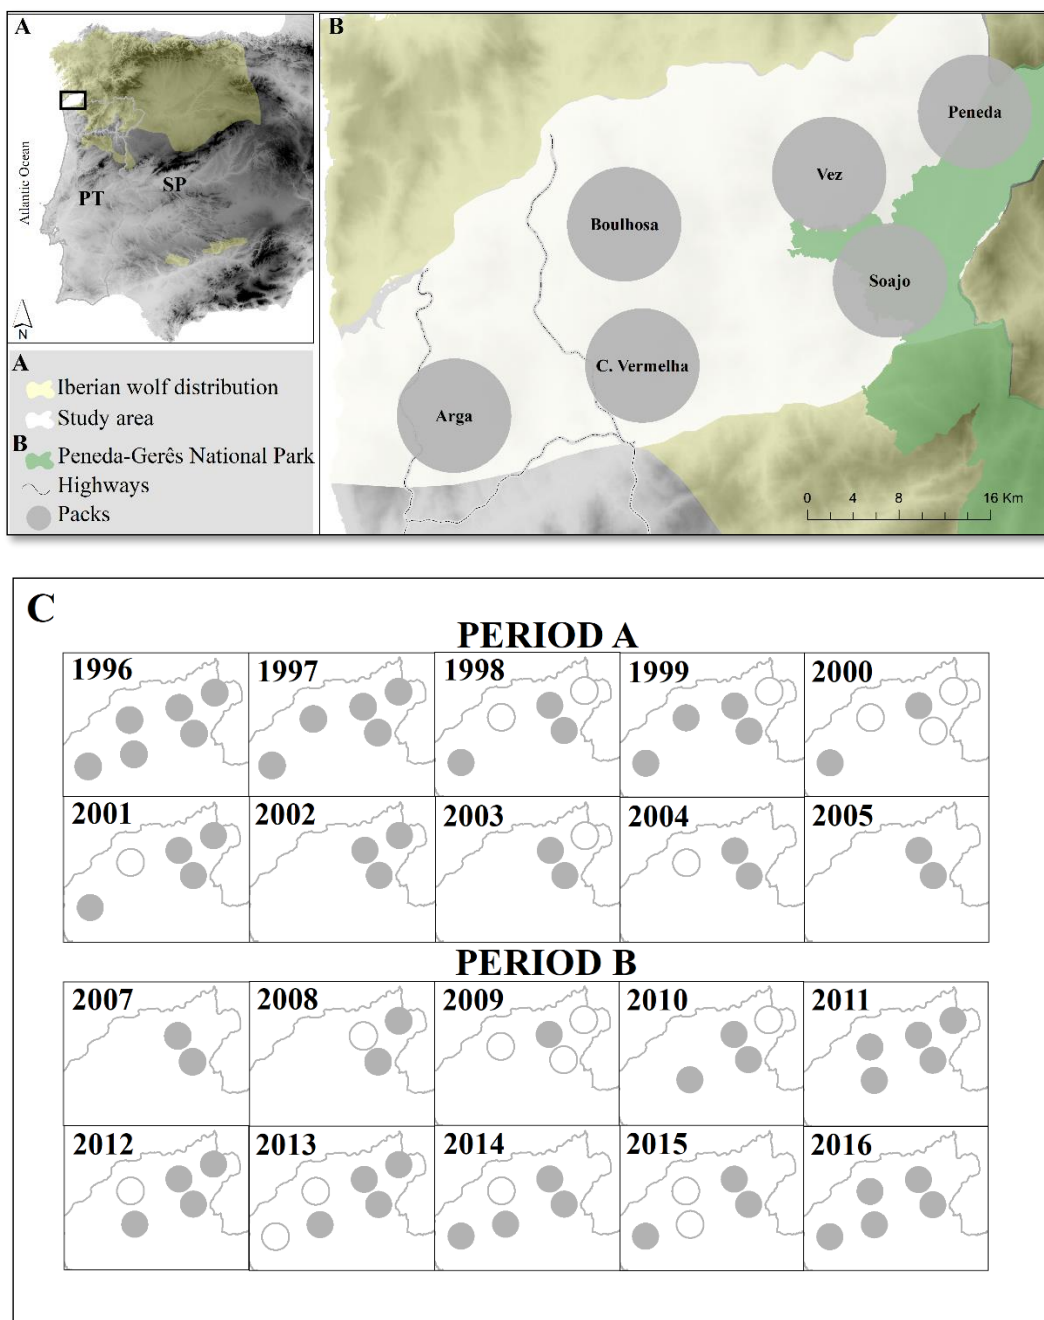 A
Atlantic Ocean
PT
SP
N
A
Iberian wolf distribution
Study area
B
Peneda-Gerês National Park
Highways
Packs
B
Peneda
Vez
Boulhosa
Soajo
C. Vermelha
Arga
0 4 8 16 Km
C
PERIOD A
1996 1997 1998 1999 2000
2001 2002 2003 2004 2005
PERIOD B
2007 2008 2009 2010 2011
2012 2013 2014 2015 2016